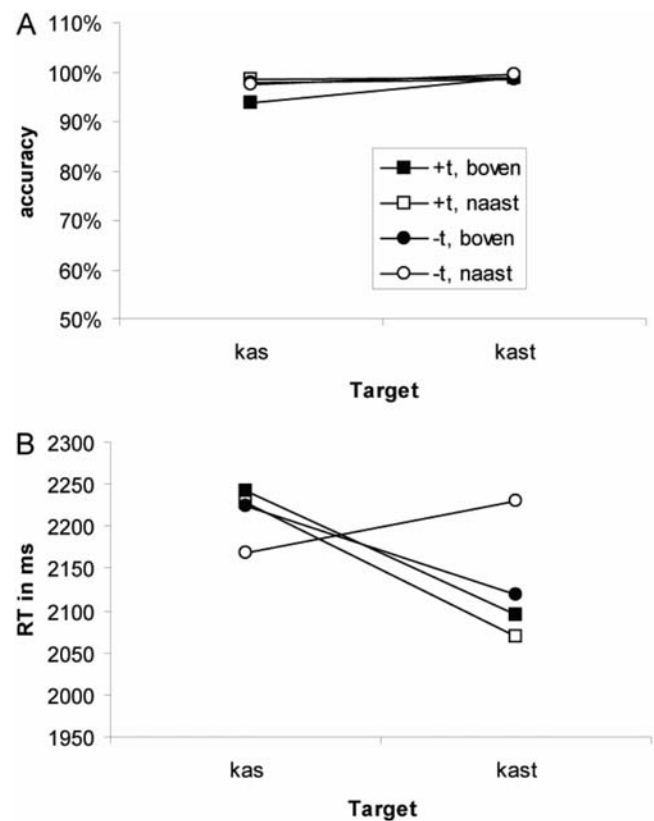 A
110%
100%
90%
80%
70%
60%
50%
accuracy
+t, boven
+t, naast
-t, boven
-t, naast
kas kast
Target
B
2300
2250
2200
2150
2100
2050
2000
1950
RT in ms
kas kast
Target